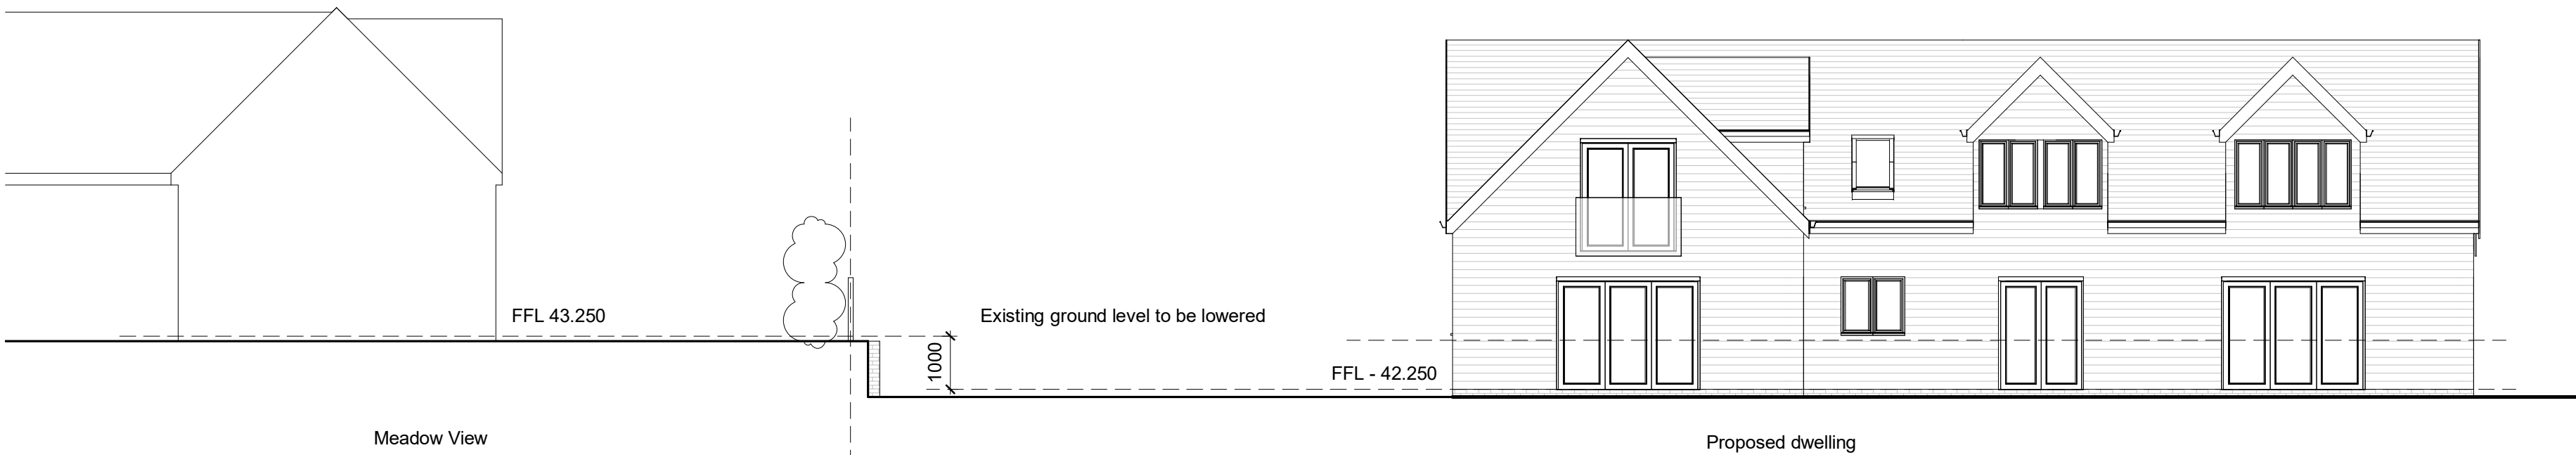 FFL 43.250
Existing ground level to be lowered
1000
FFL - 42.250
Meadow View
Proposed dwelling